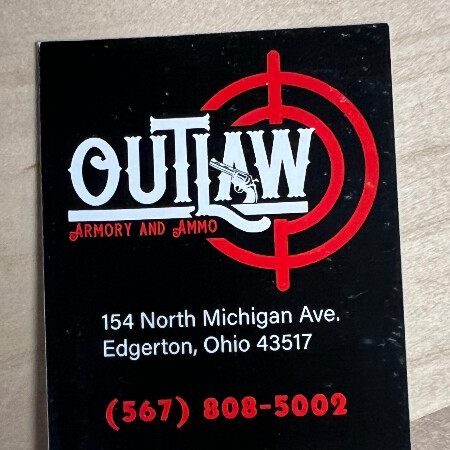 OUTLAW
ARMORY AND AMMO
154 North Michigan Ave.
Edgerton, Ohio 43517
(567) 808-5002